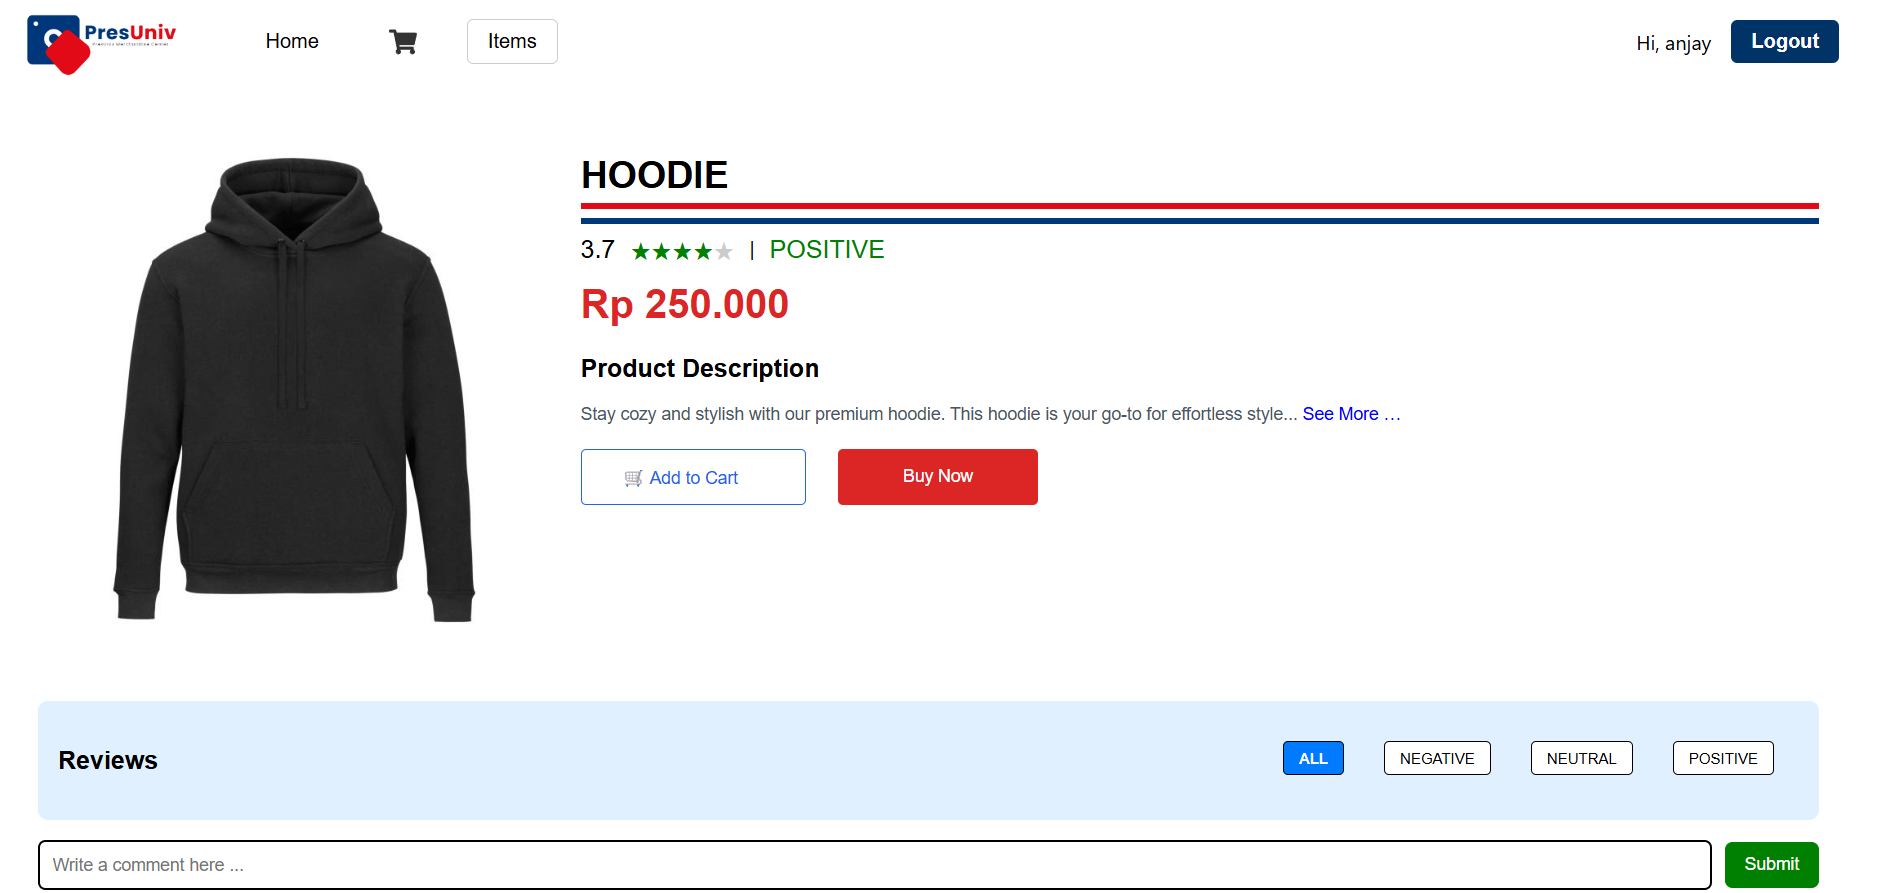 PresUniv
Home
Items
Hi, anjay
Logout
HOODIE
3.7 ★★★★★ | POSITIVE
Rp 250.000
Product Description
Stay cozy and stylish with our premium hoodie. This hoodie is your go-to for effortless style... See More …
Add to Cart
Buy Now
Reviews
ALL
NEGATIVE
NEUTRAL
POSITIVE
Write a comment here ...
Submit